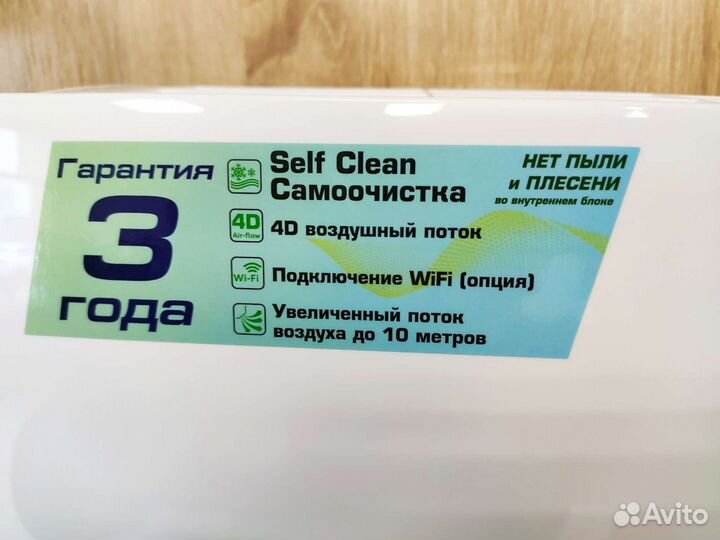 Гарантия
3
года
Self Clean
Самоочистка
4D
Air-flow
4D воздушный поток
Wi-Fi
Подключение WiFi (опция)
Увеличенный поток
воздуха до 10 метров
НЕТ ПЫЛИ
и ПЛЕСЕНИ
во внутреннем блоке
Avito